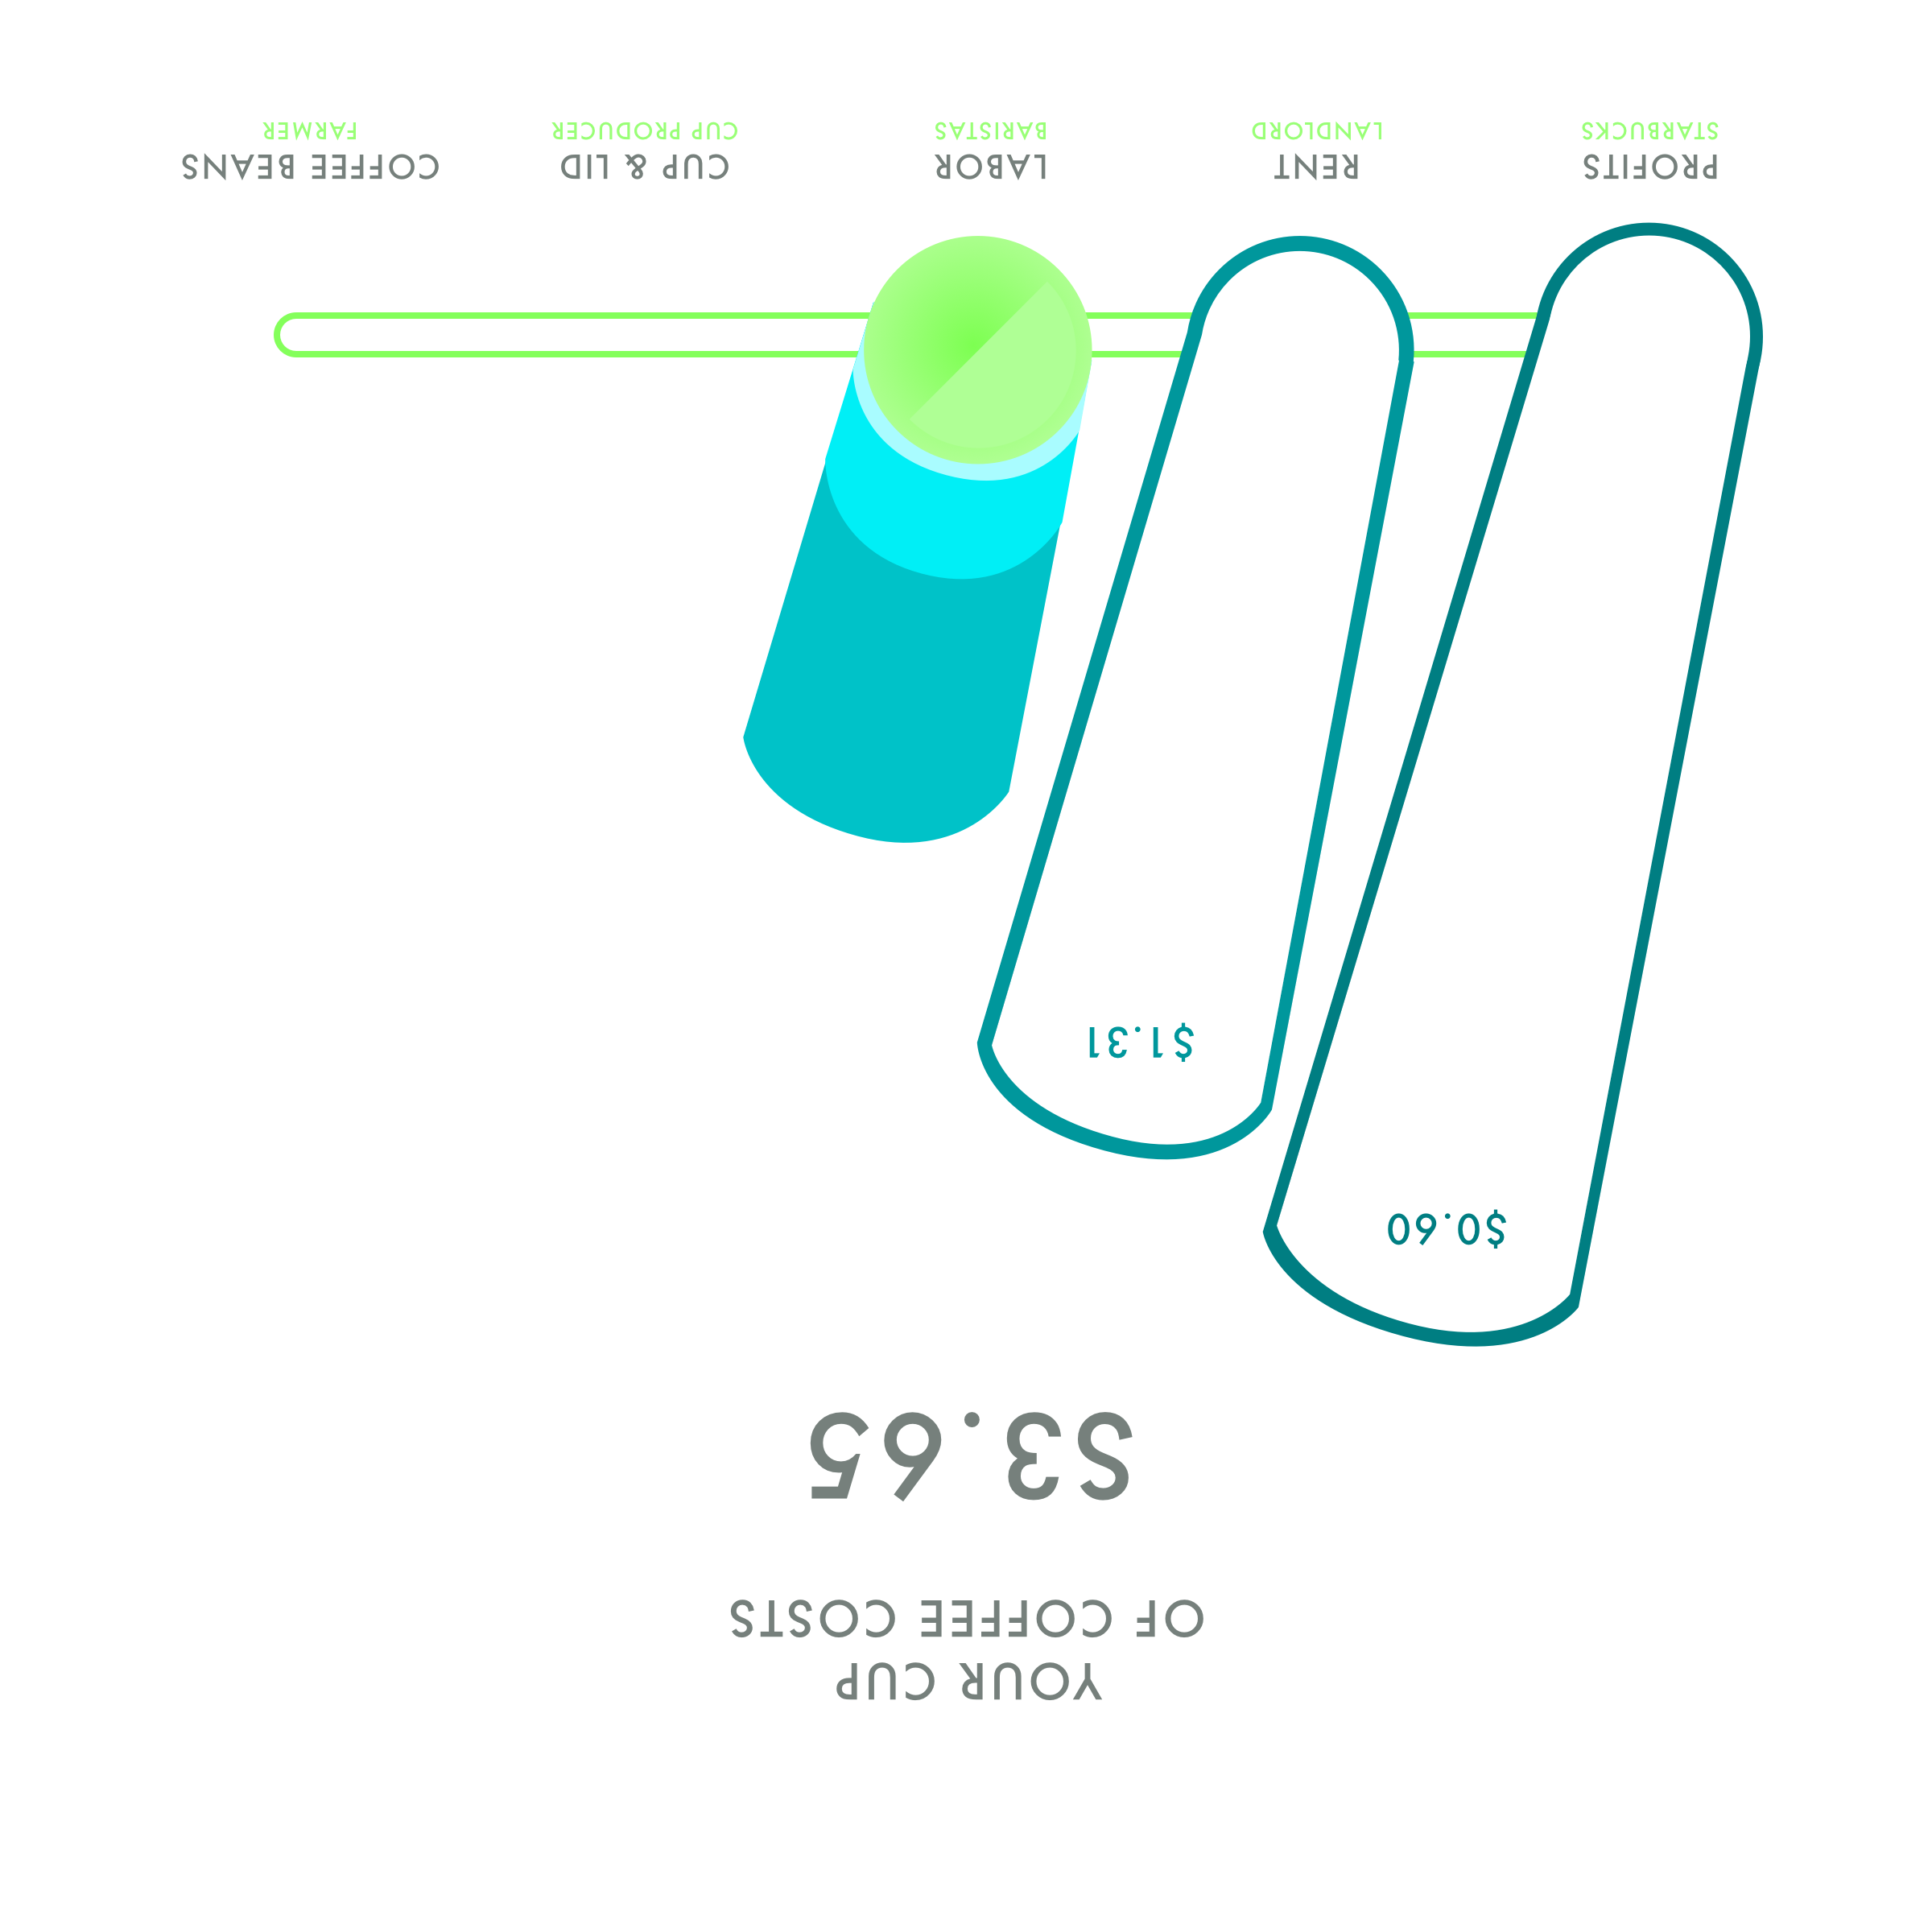 YOUR CUP
OF COFFEE COSTS
S3.65
$0.60
$1.31
PROFITS
STARBUCKS
RENT
LANDLORD
LABOR
BARISTAS
CUP & LID
CUP PRODUCER
COFFEE BEANS
FARMER